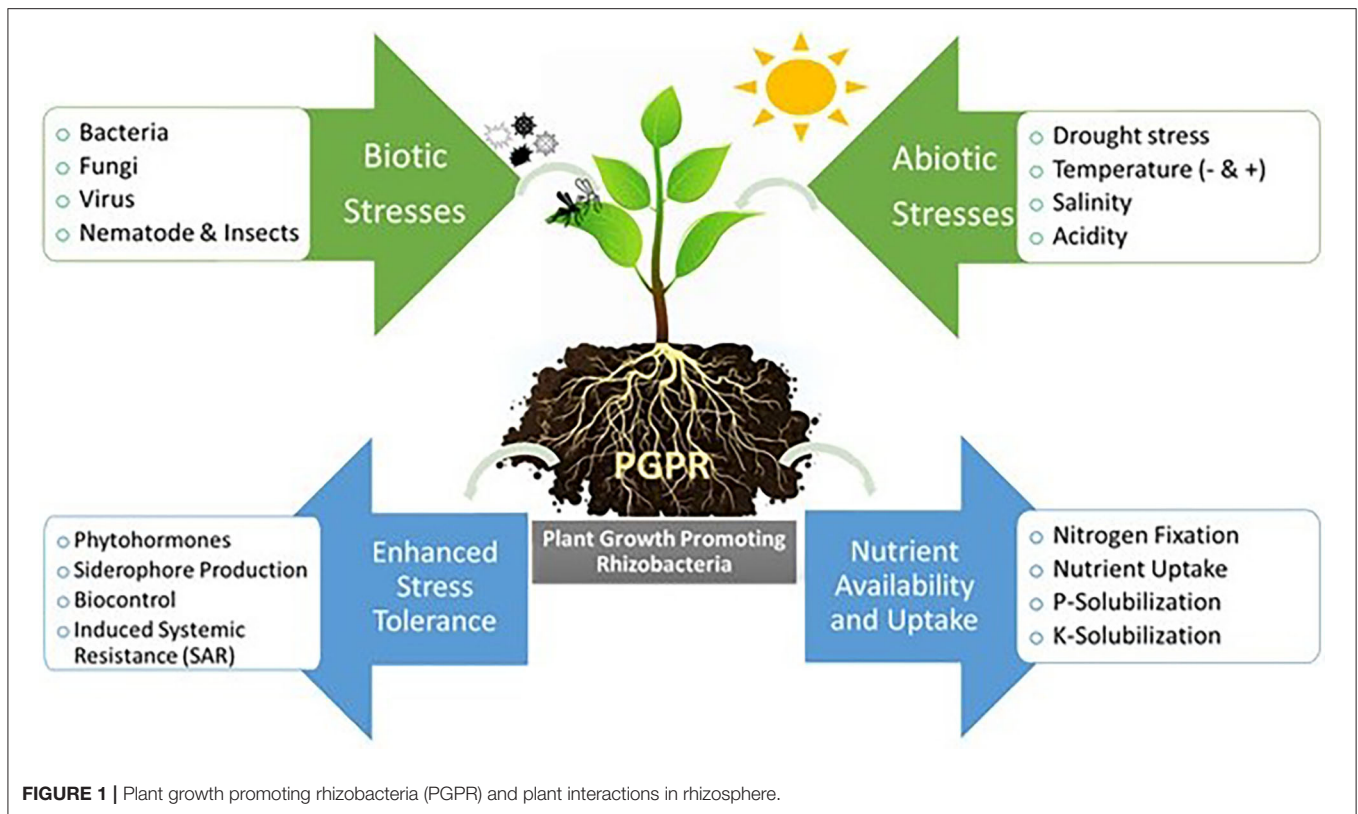 Bacteria
Fungi
Virus
Nematode & Insects
Biotic
Stresses
Abiotic
Stresses
Drought stress
Temperature (- & +)
Salinity
Acidity
PGPR
Plant Growth Promoting
Rhizobacteria
Phytohormones
Siderophore Production
Biocontrol
Induced Systemic
Resistance (SAR)
Enhanced
Stress
Tolerance
Nutrient
Availability
and Uptake
Nitrogen Fixation
Nutrient Uptake
P-Solubilization
K-Solubilization
FIGURE 1 | Plant growth promoting rhizobacteria (PGPR) and plant interactions in rhizosphere.